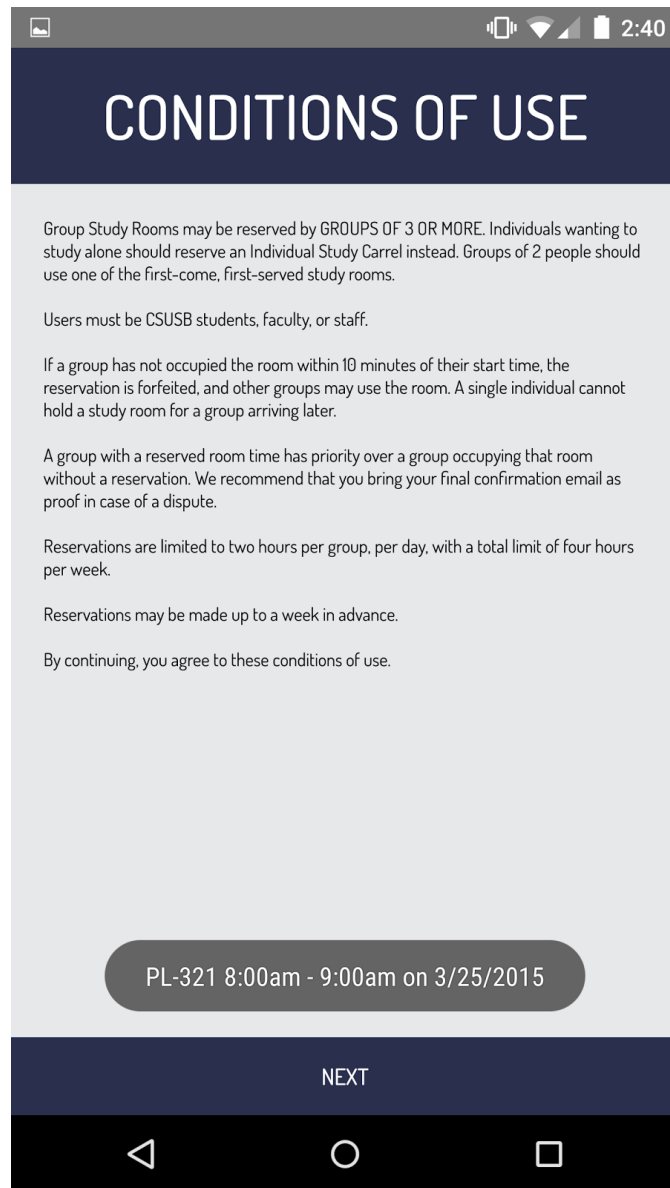 2:40
CONDITIONS OF USE
Group Study Rooms may be reserved by GROUPS OF 3 OR MORE. Individuals wanting to
study alone should reserve an Individual Study Carrel instead. Groups of 2 people should
use one of the first-come, first-served study rooms.
Users must be CSUSB students, faculty, or staff.
If a group has not occupied the room within 10 minutes of their start time, the
reservation is forfeited, and other groups may use the room. A single individual cannot
hold a study room for a group arriving later.
A group with a reserved room time has priority over a group occupying that room
without a reservation. We recommend that you bring your final confirmation email as
proof in case of a dispute.
Reservations are limited to two hours per group, per day, with a total limit of four hours
per week.
Reservations may be made up to a week in advance.
By continuing, you agree to these conditions of use.
PL-321 8:00am - 9:00am on 3/25/2015
NEXT